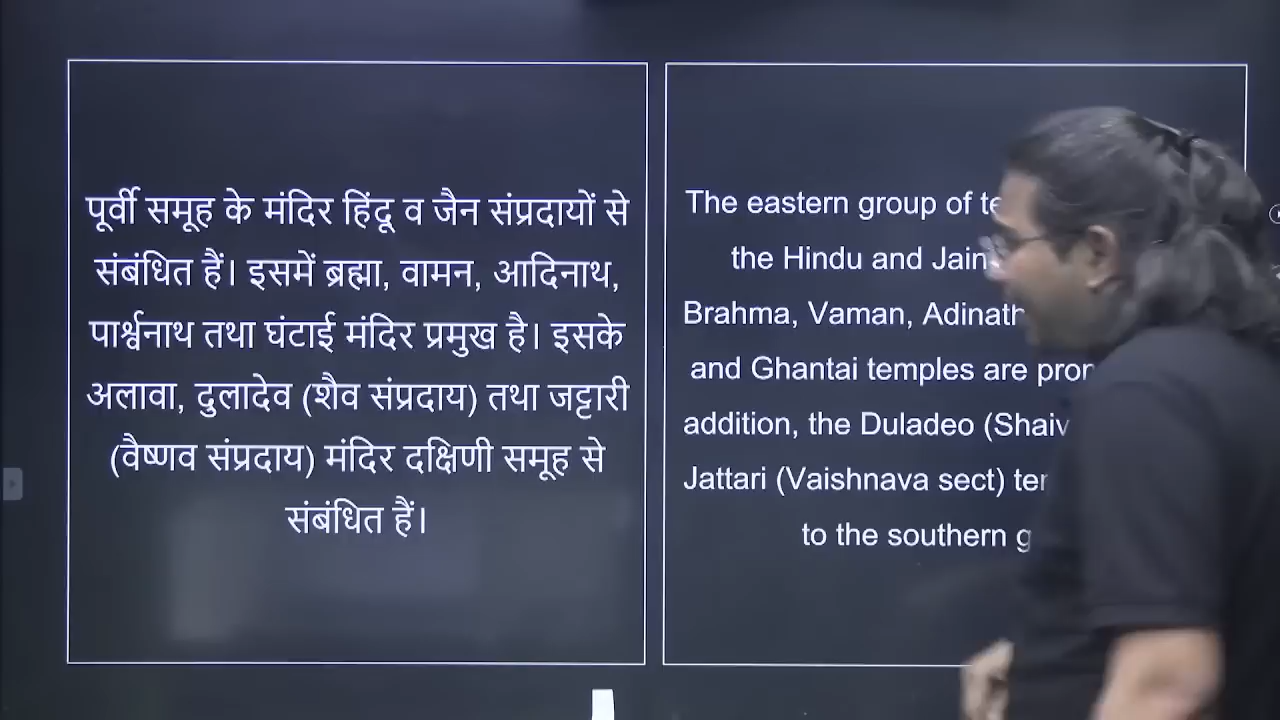 पूर्वी समूह के मंदिर हिंदू व जैन संप्रदायों से
संबंधित हैं। इसमें ब्रह्मा, वामन, आदिनाथ,
पार्श्वनाथ तथा घंटाई मंदिर प्रमुख है। इसके
अलावा, दुलादेव (शैव संप्रदाय) तथा जट्टारी
(वैष्णव संप्रदाय) मंदिर दक्षिणी समूह से
संबंधित हैं।
The eastern group of
the Hindu and Jain
Brahma, Vaman, Adinath
and Ghantai temples are
addition, the Duladeo
Jattari (Vaishnava sect)
to the southern